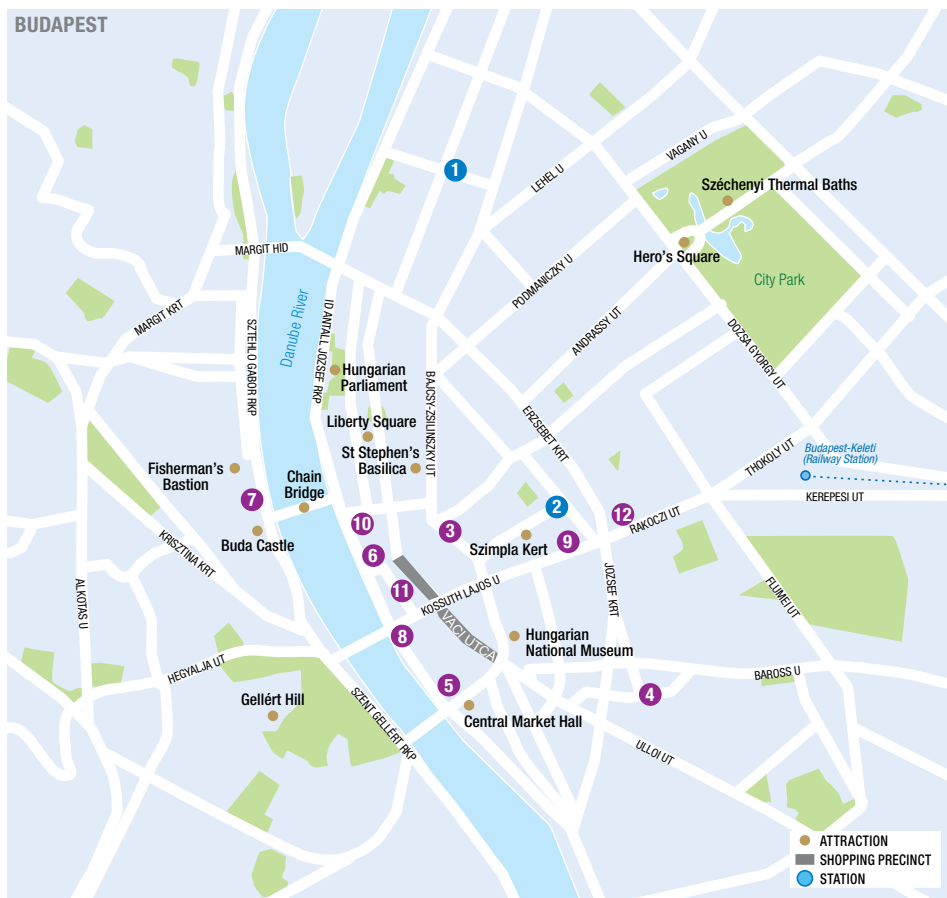 BUDAPEST
1
VAGANY U
LEHEL U
Széchenyi Thermal Baths
MARGIT HID
Hero's Square
PODMANICZKY U
City Park
MARGIT KRT
SZTEHLO GABOR RKP
Danube River
ID ANTALL JOZSEF RKP
ANDRASSY UT
DOZSA GYORGY UT
Hungarian
Parliament
BAJCSY-ZSILINSZKY UT
Liberty Square
ERZSEBET KRT
St Stephen's
Basilica
THOKOLY UT
Budapest-Keleti
(Railway Station)
Fisherman's
Bastion
Chain
Bridge
KEREPESI UT
7
10
3
2
12
RAKOCZI UT
Buda Castle
Szimpla Kert
9
KRISZTINA KRT
6
ALKOTAS U
11
KOSSUTH LAJOS U
JOZSEF KRT
FLUMEI UT
8
VACI UTCA
Hungarian
National Museum
HEGYALJA UT
BAROSS U
5
4
Gellért Hill
SZENT GELLÉRT RKP
Central Market Hall
ULLOI UT
ATTRACTION
SHOPPING PRECINCT
STATION